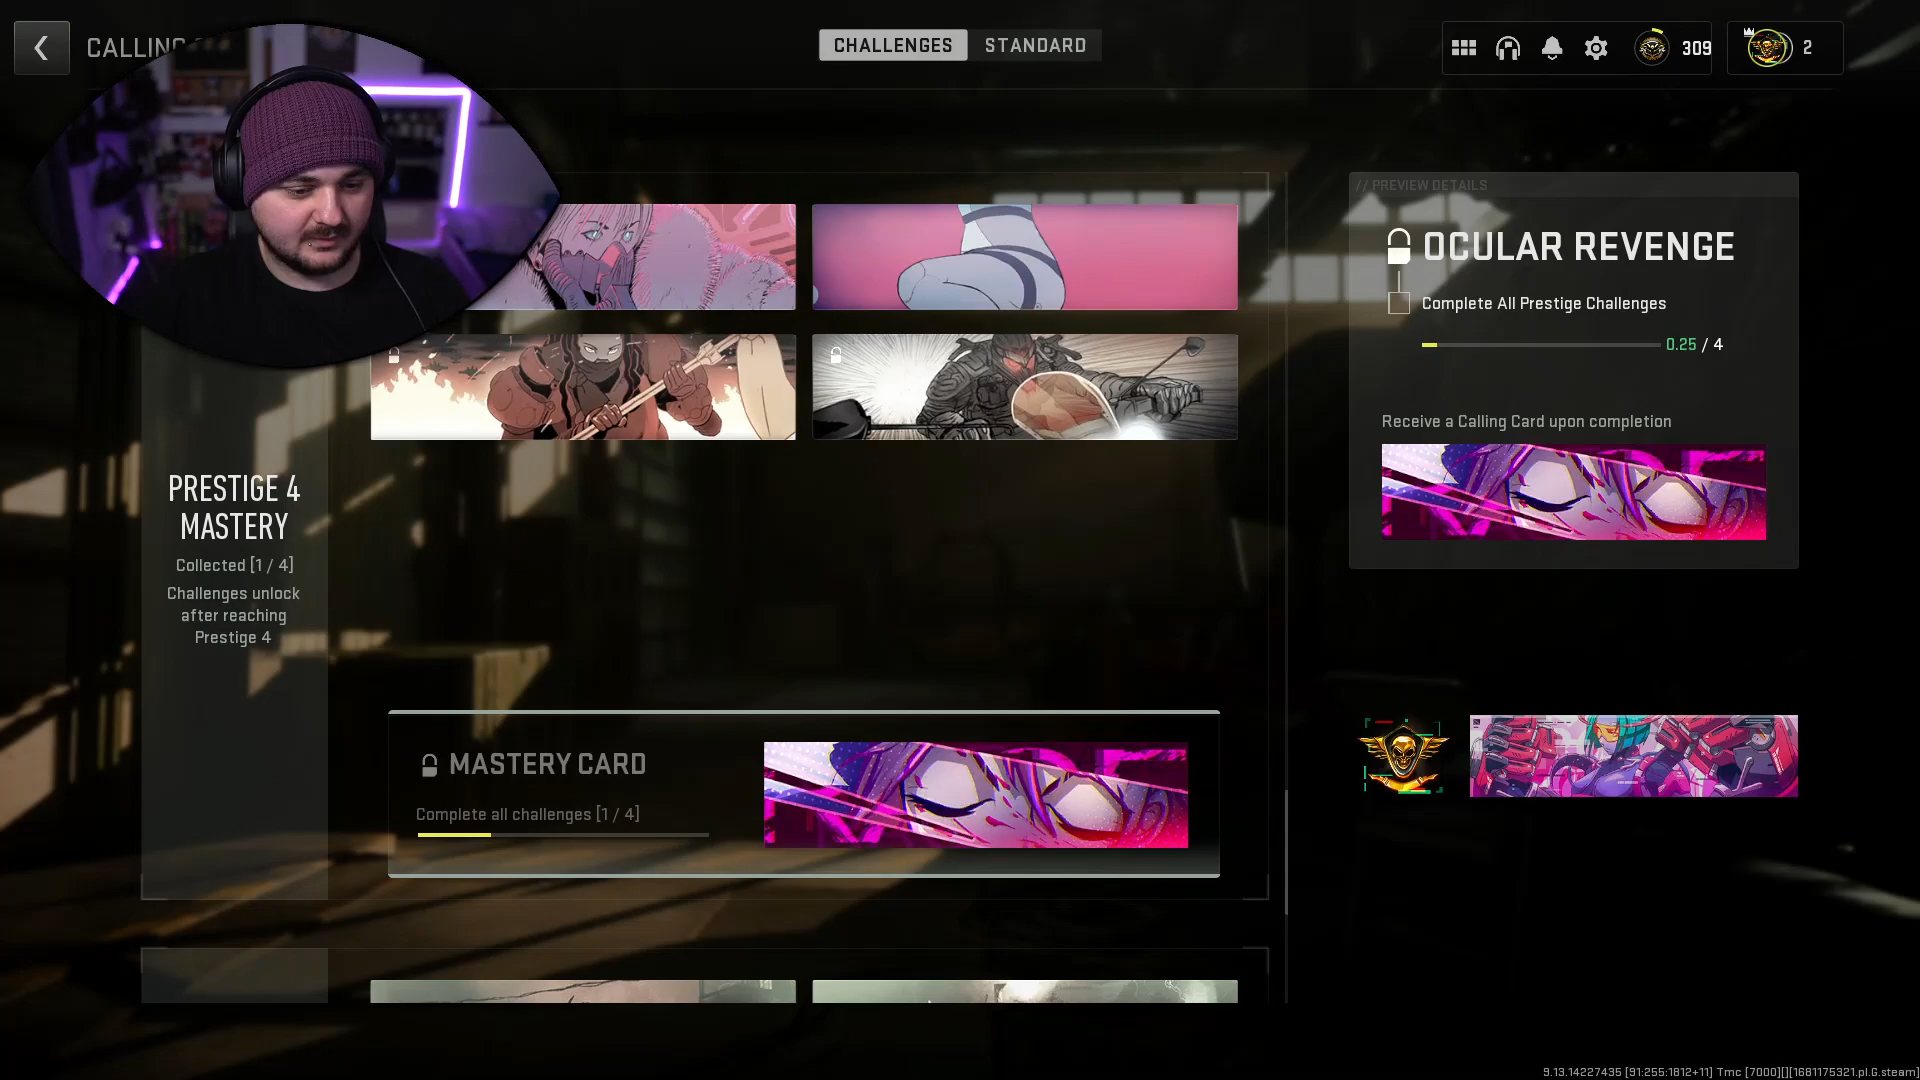 CALLING
CHALLENGES
STANDARD
309
2
// PREVIEW DETAILS
OCULAR REVENGE
Complete All Prestige Challenges
0.25 / 4
Receive a Calling Card upon completion
PRESTIGE 4
MASTERY
Collected [1 / 4]
Challenges unlock
after reaching
Prestige 4
MASTERY CARD
Complete all challenges [1 / 4]
9.13.14227435 [91:255:1812+11] Tmc [7000][][1681175321.pl.G.steam]